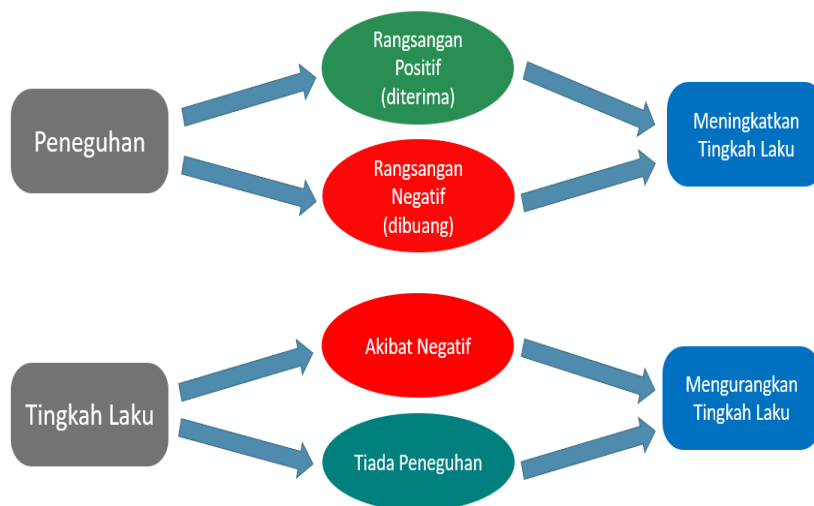 Peneguhan
Rangsangan
Positif
(diterima)
Rangsangan
Negatif
(dibuang)
Meningkatkan
Tingkah Laku
Tingkah Laku
Akibat Negatif
Tiada Peneguhan
Mengurangkan
Tingkah Laku